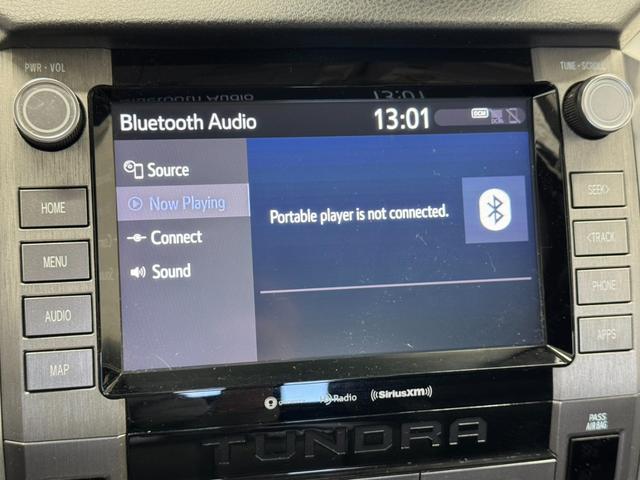 PWR • VOL
TUNE • SCROLL
Bluetooth Audio
13:01
DCM
Source
Now Playing
Connect
Sound
Portable player is not connected.
HOME
MENU
AUDIO
MAP
SEEK>
<TRACK
PHONE
APPS
Radio
((SiriusXM))
TUNDRA
PASS
AIR BAG